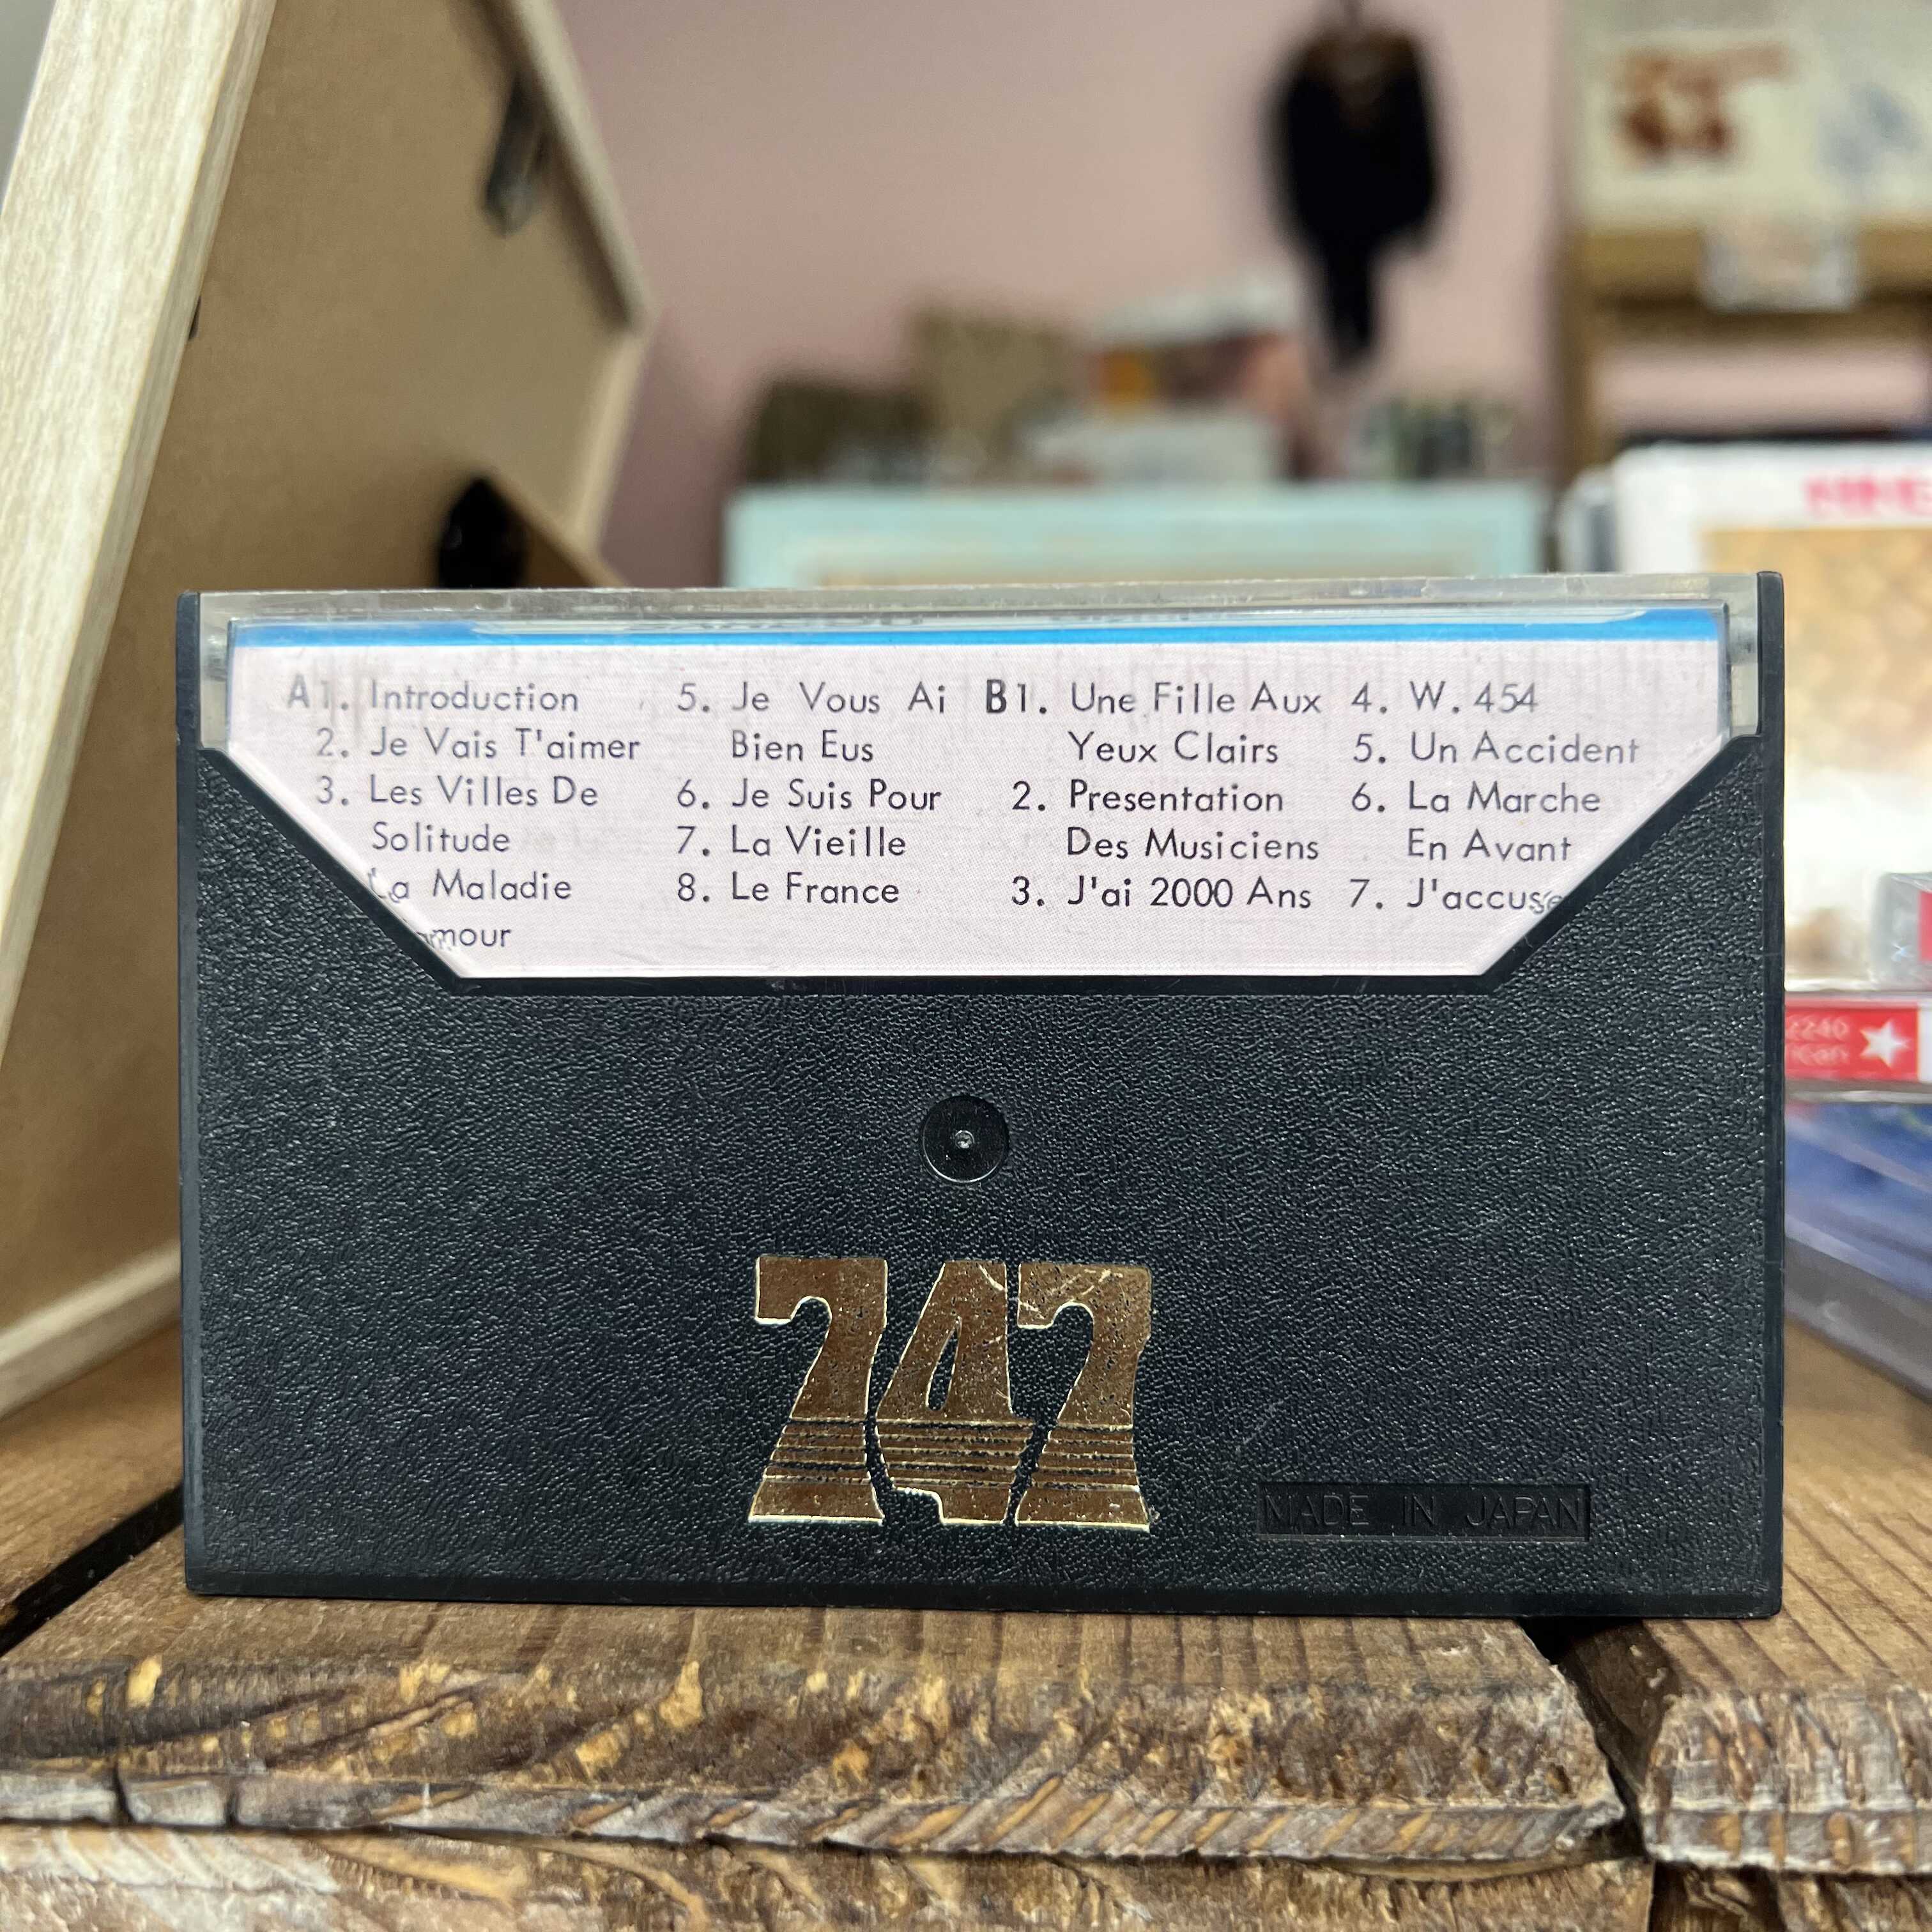 A1. Introduction
2. Je Vais T'aimer
3. Les Villes De
Solitude
La Maladie
5. Je Vous Ai
Bien Eus
6. Je Suis Pour
7. La Vieille
8. Le France
B1. Une Fille Aux
Yeux Clairs
2. Presentation
Des Musiciens
3. J'ai 2000 Ans
4. W. 454
5. Un Accident
6. La Marche
En Avant
7. J'accuse
747
MADE IN JAPAN
2240